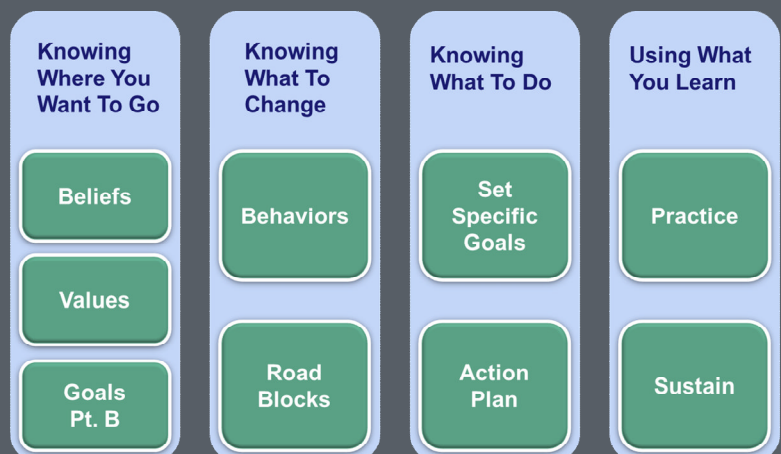 Knowing
Where You
Want To Go
Beliefs
Values
Goals
Pt. B
Knowing
What To
Change
Behaviors
Road
Blocks
Knowing
What To Do
Set
Specific
Goals
Action
Plan
Using What
You Learn
Practice
Sustain